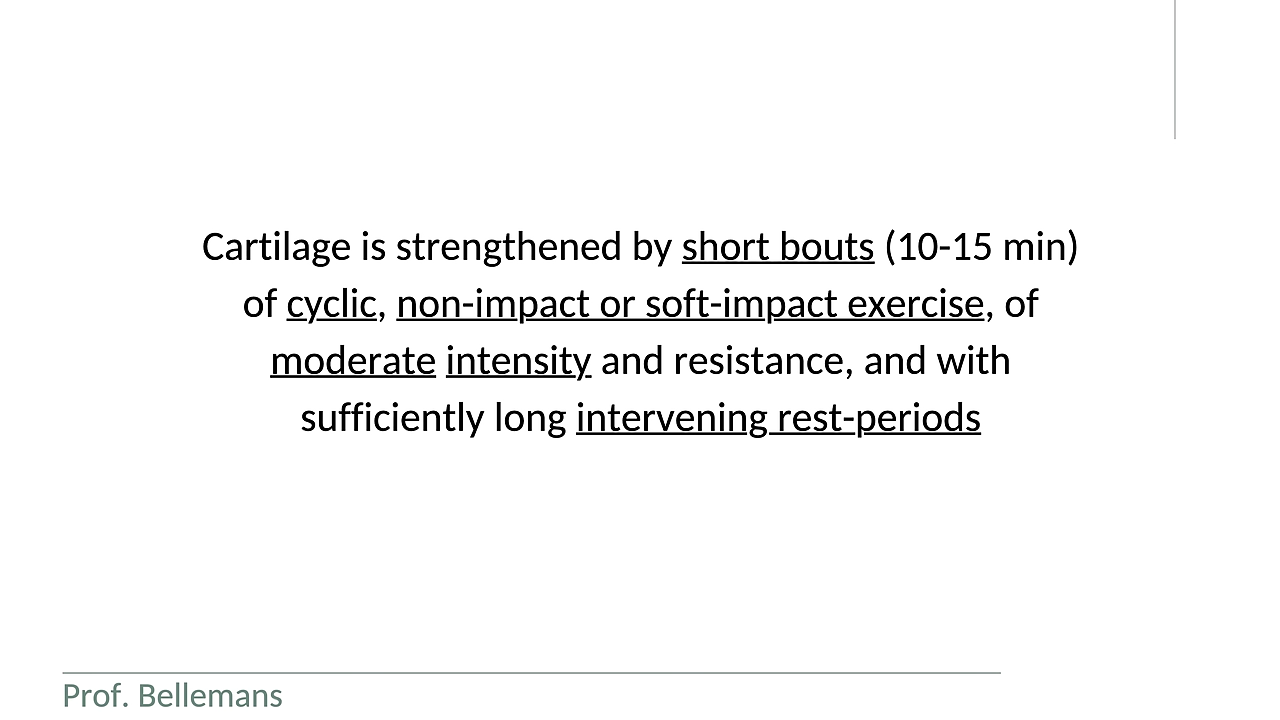 Cartilage is strengthened by short bouts (10-15 min)
of cyclic, non-impact or soft-impact exercise, of
moderate intensity and resistance, and with
sufficiently long intervening rest-periods
Prof. Bellemans